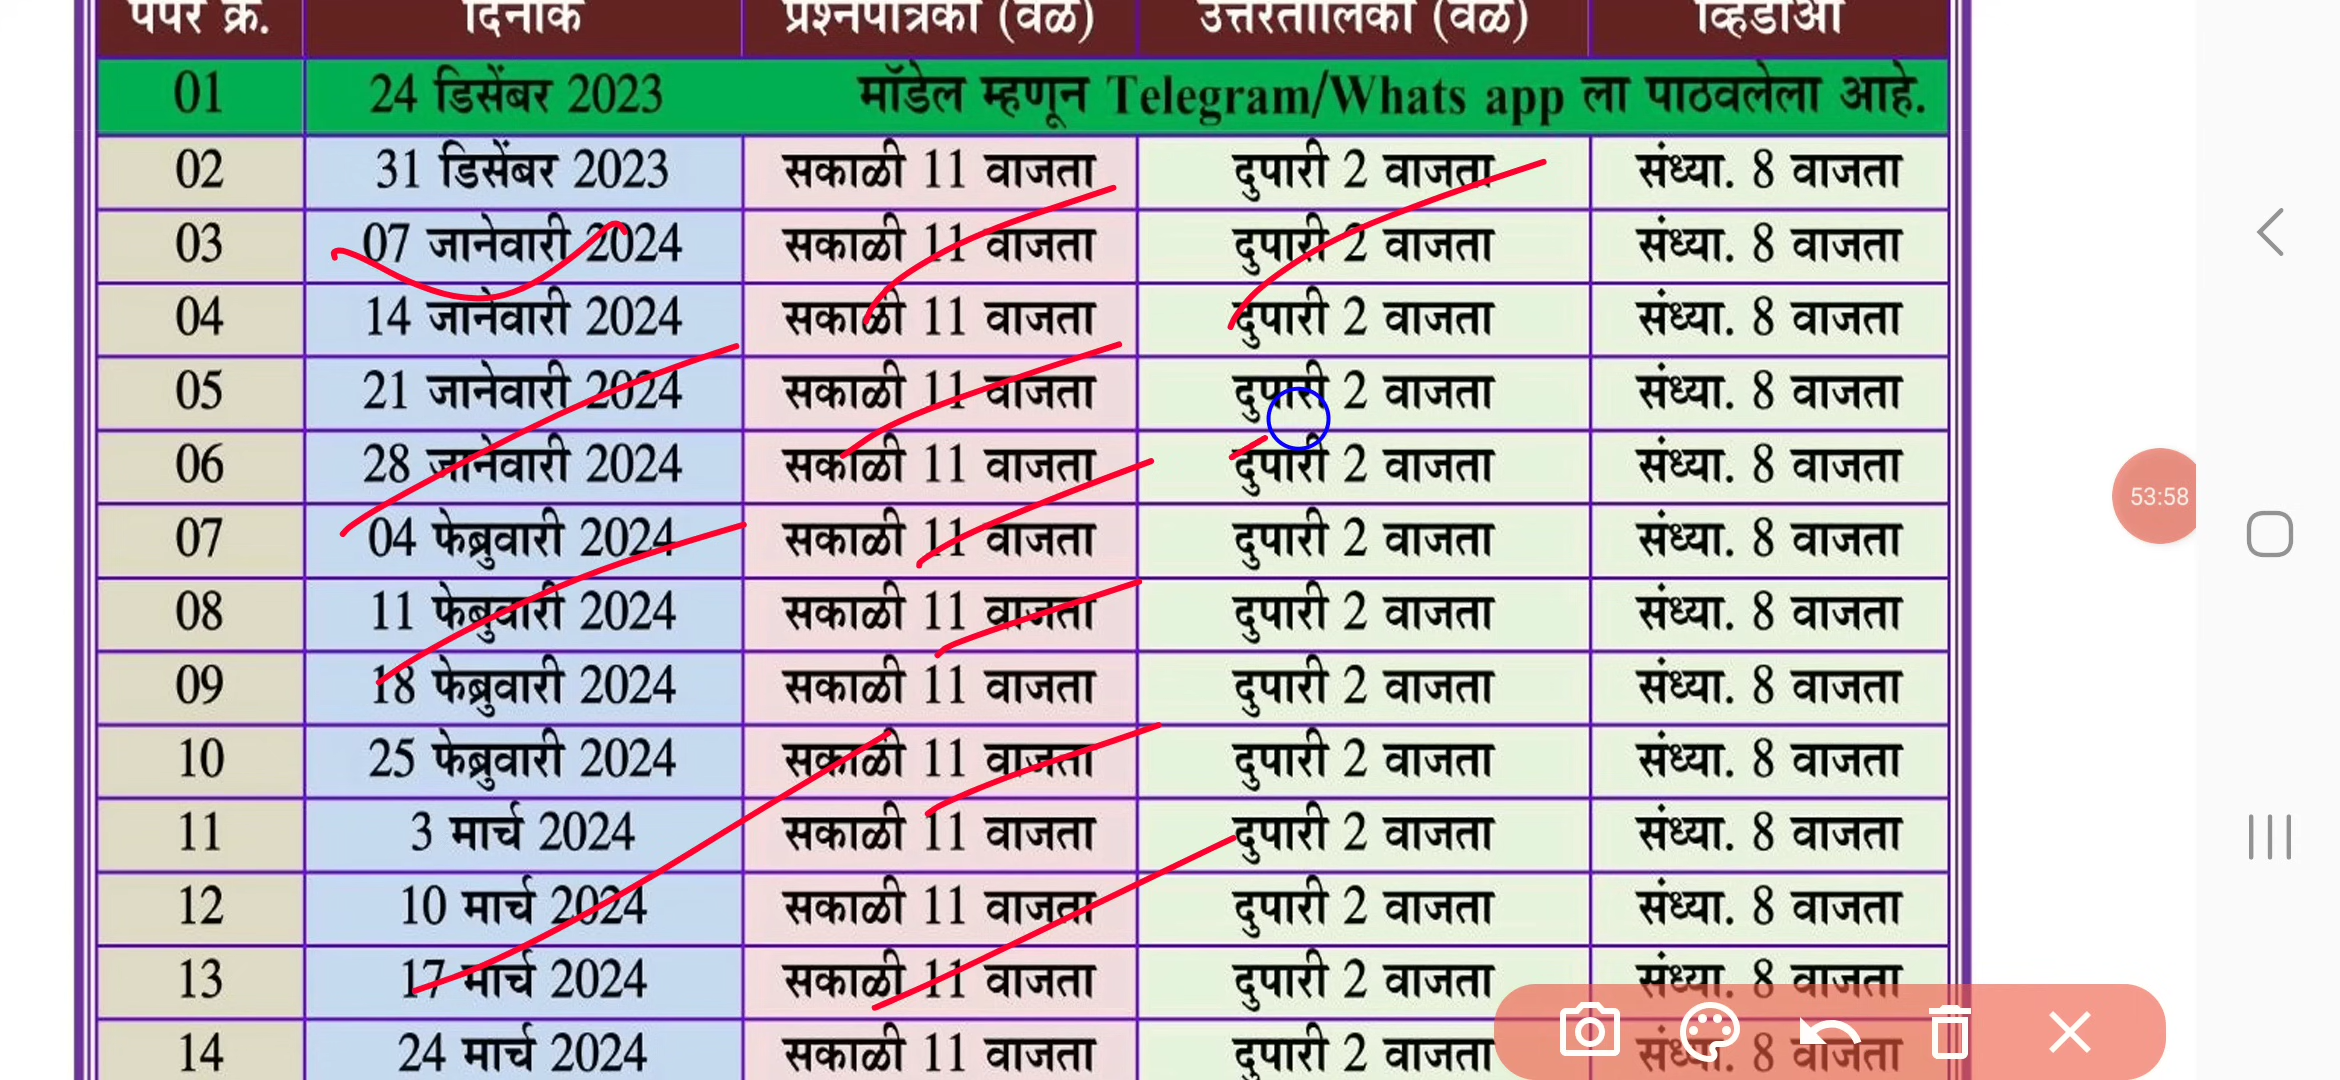 पेपर क्र. दिनांक प्रश्नपत्रिका (वेळ) उत्तरतालिका (वेळ) व्हिडीओ
01 24 डिसेंबर 2023 मॉडेल म्हणून Telegram/Whats app ला पाठवलेला आहे.
02 31 डिसेंबर 2023 सकाळी 11 वाजता दुपारी 2 वाजता संध्या. 8 वाजता
03 07 जानेवारी 2024 सकाळी 11 वाजता दुपारी 2 वाजता संध्या. 8 वाजता
04 14 जानेवारी 2024 सकाळी 11 वाजता दुपारी 2 वाजता संध्या. 8 वाजता
05 21 जानेवारी 2024 सकाळी 11 वाजता दुपारी 2 वाजता संध्या. 8 वाजता
06 28 जानेवारी 2024 सकाळी 11 वाजता दुपारी 2 वाजता संध्या. 8 वाजता
53:58
07 04 फेब्रुवारी 2024 सकाळी 11 वाजता दुपारी 2 वाजता संध्या. 8 वाजता
08 11 फेब्रुवारी 2024 सकाळी 11 वाजता दुपारी 2 वाजता संध्या. 8 वाजता
09 18 फेब्रुवारी 2024 सकाळी 11 वाजता दुपारी 2 वाजता संध्या. 8 वाजता
10 25 फेब्रुवारी 2024 सकाळी 11 वाजता दुपारी 2 वाजता संध्या. 8 वाजता
11 3 मार्च 2024 सकाळी 11 वाजता दुपारी 2 वाजता संध्या. 8 वाजता
12 10 मार्च 2024 सकाळी 11 वाजता दुपारी 2 वाजता संध्या. 8 वाजता
13 17 मार्च 2024 सकाळी 11 वाजता दुपारी 2 वाजता संध्या. 8 वाजता
14 24 मार्च 2024 सकाळी 11 वाजता दुपारी 2 वाजता संध्या. 8 वाजता